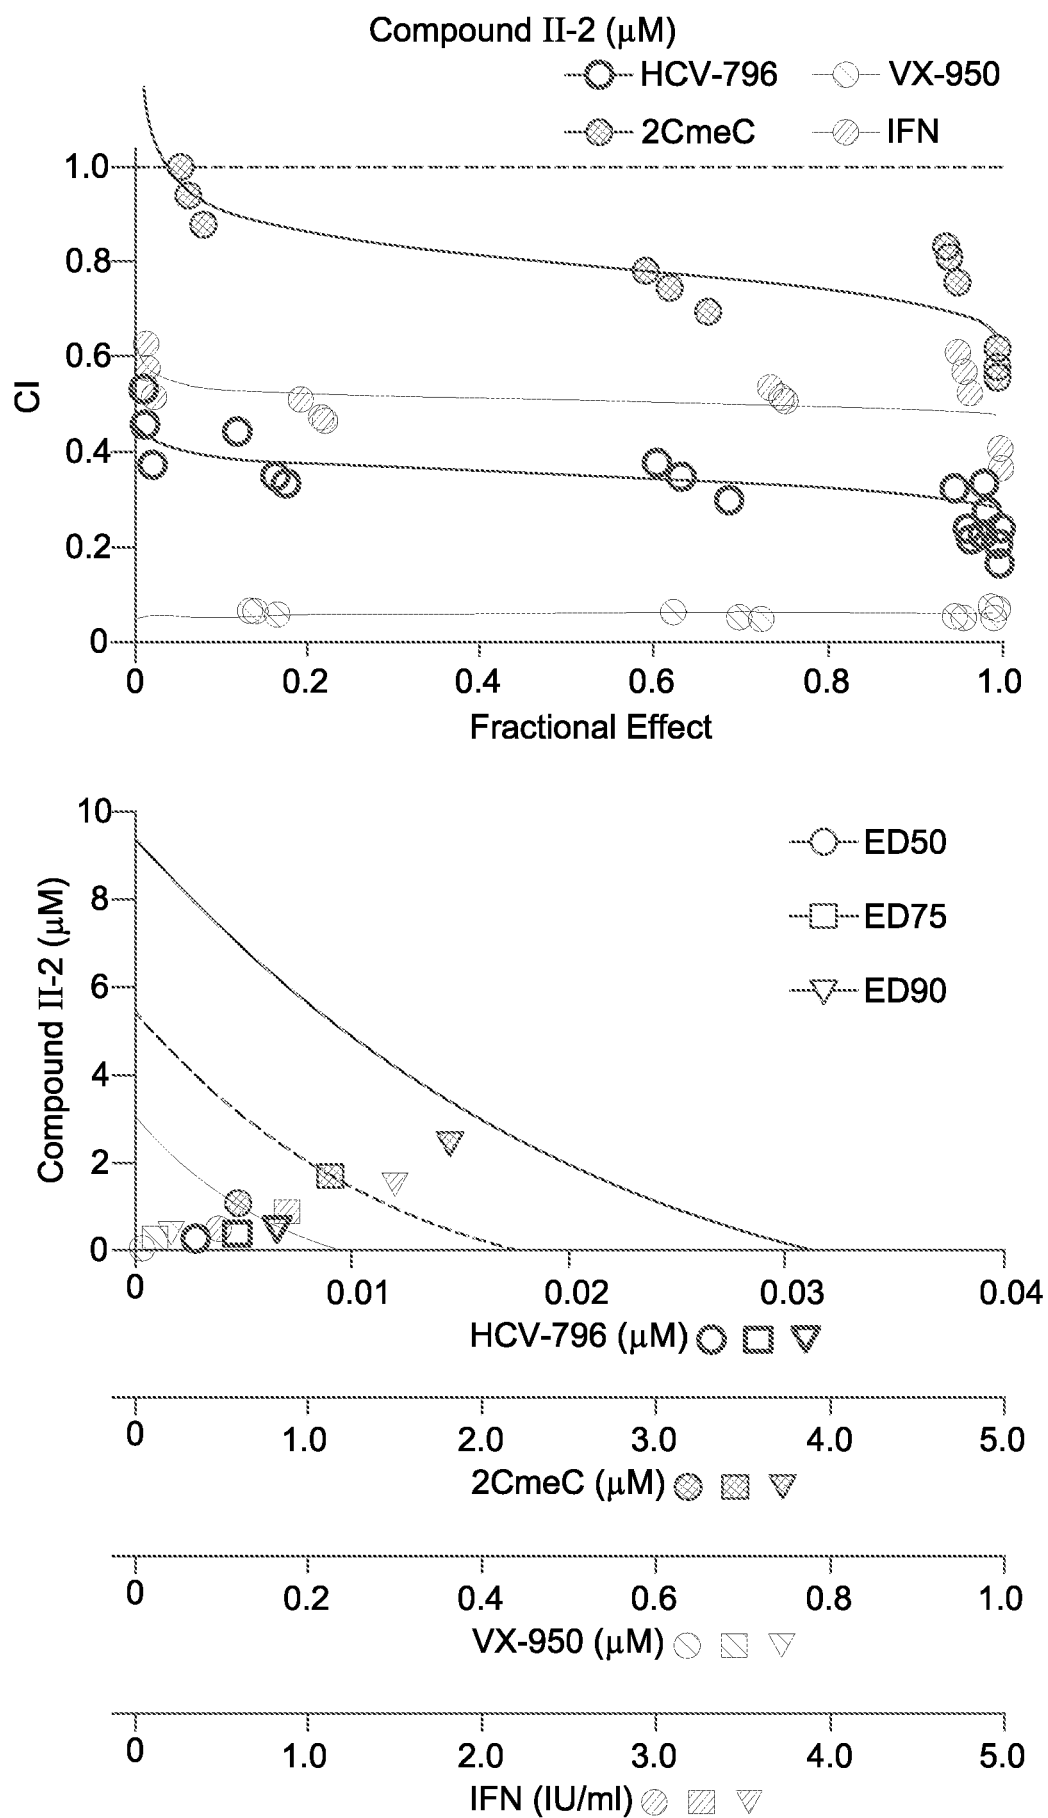 Compound II-2 (μM)
HCV-796 VX-950
2CmeC IFN
1.0
0.8
0.6
0.4
0.2
0
CI
0 0.2 0.4 0.6 0.8 1.0
Fractional Effect
10
8
6
4
2
0
Compound II-2 (μM)
ED50
ED75
ED90
0 0.01 0.02 0.03 0.04
HCV-796 (μM)
0 1.0 2.0 3.0 4.0 5.0
2CmeC (μM)
0 0.2 0.4 0.6 0.8 1.0
VX-950 (μM)
0 1.0 2.0 3.0 4.0 5.0
IFN (IU/ml)